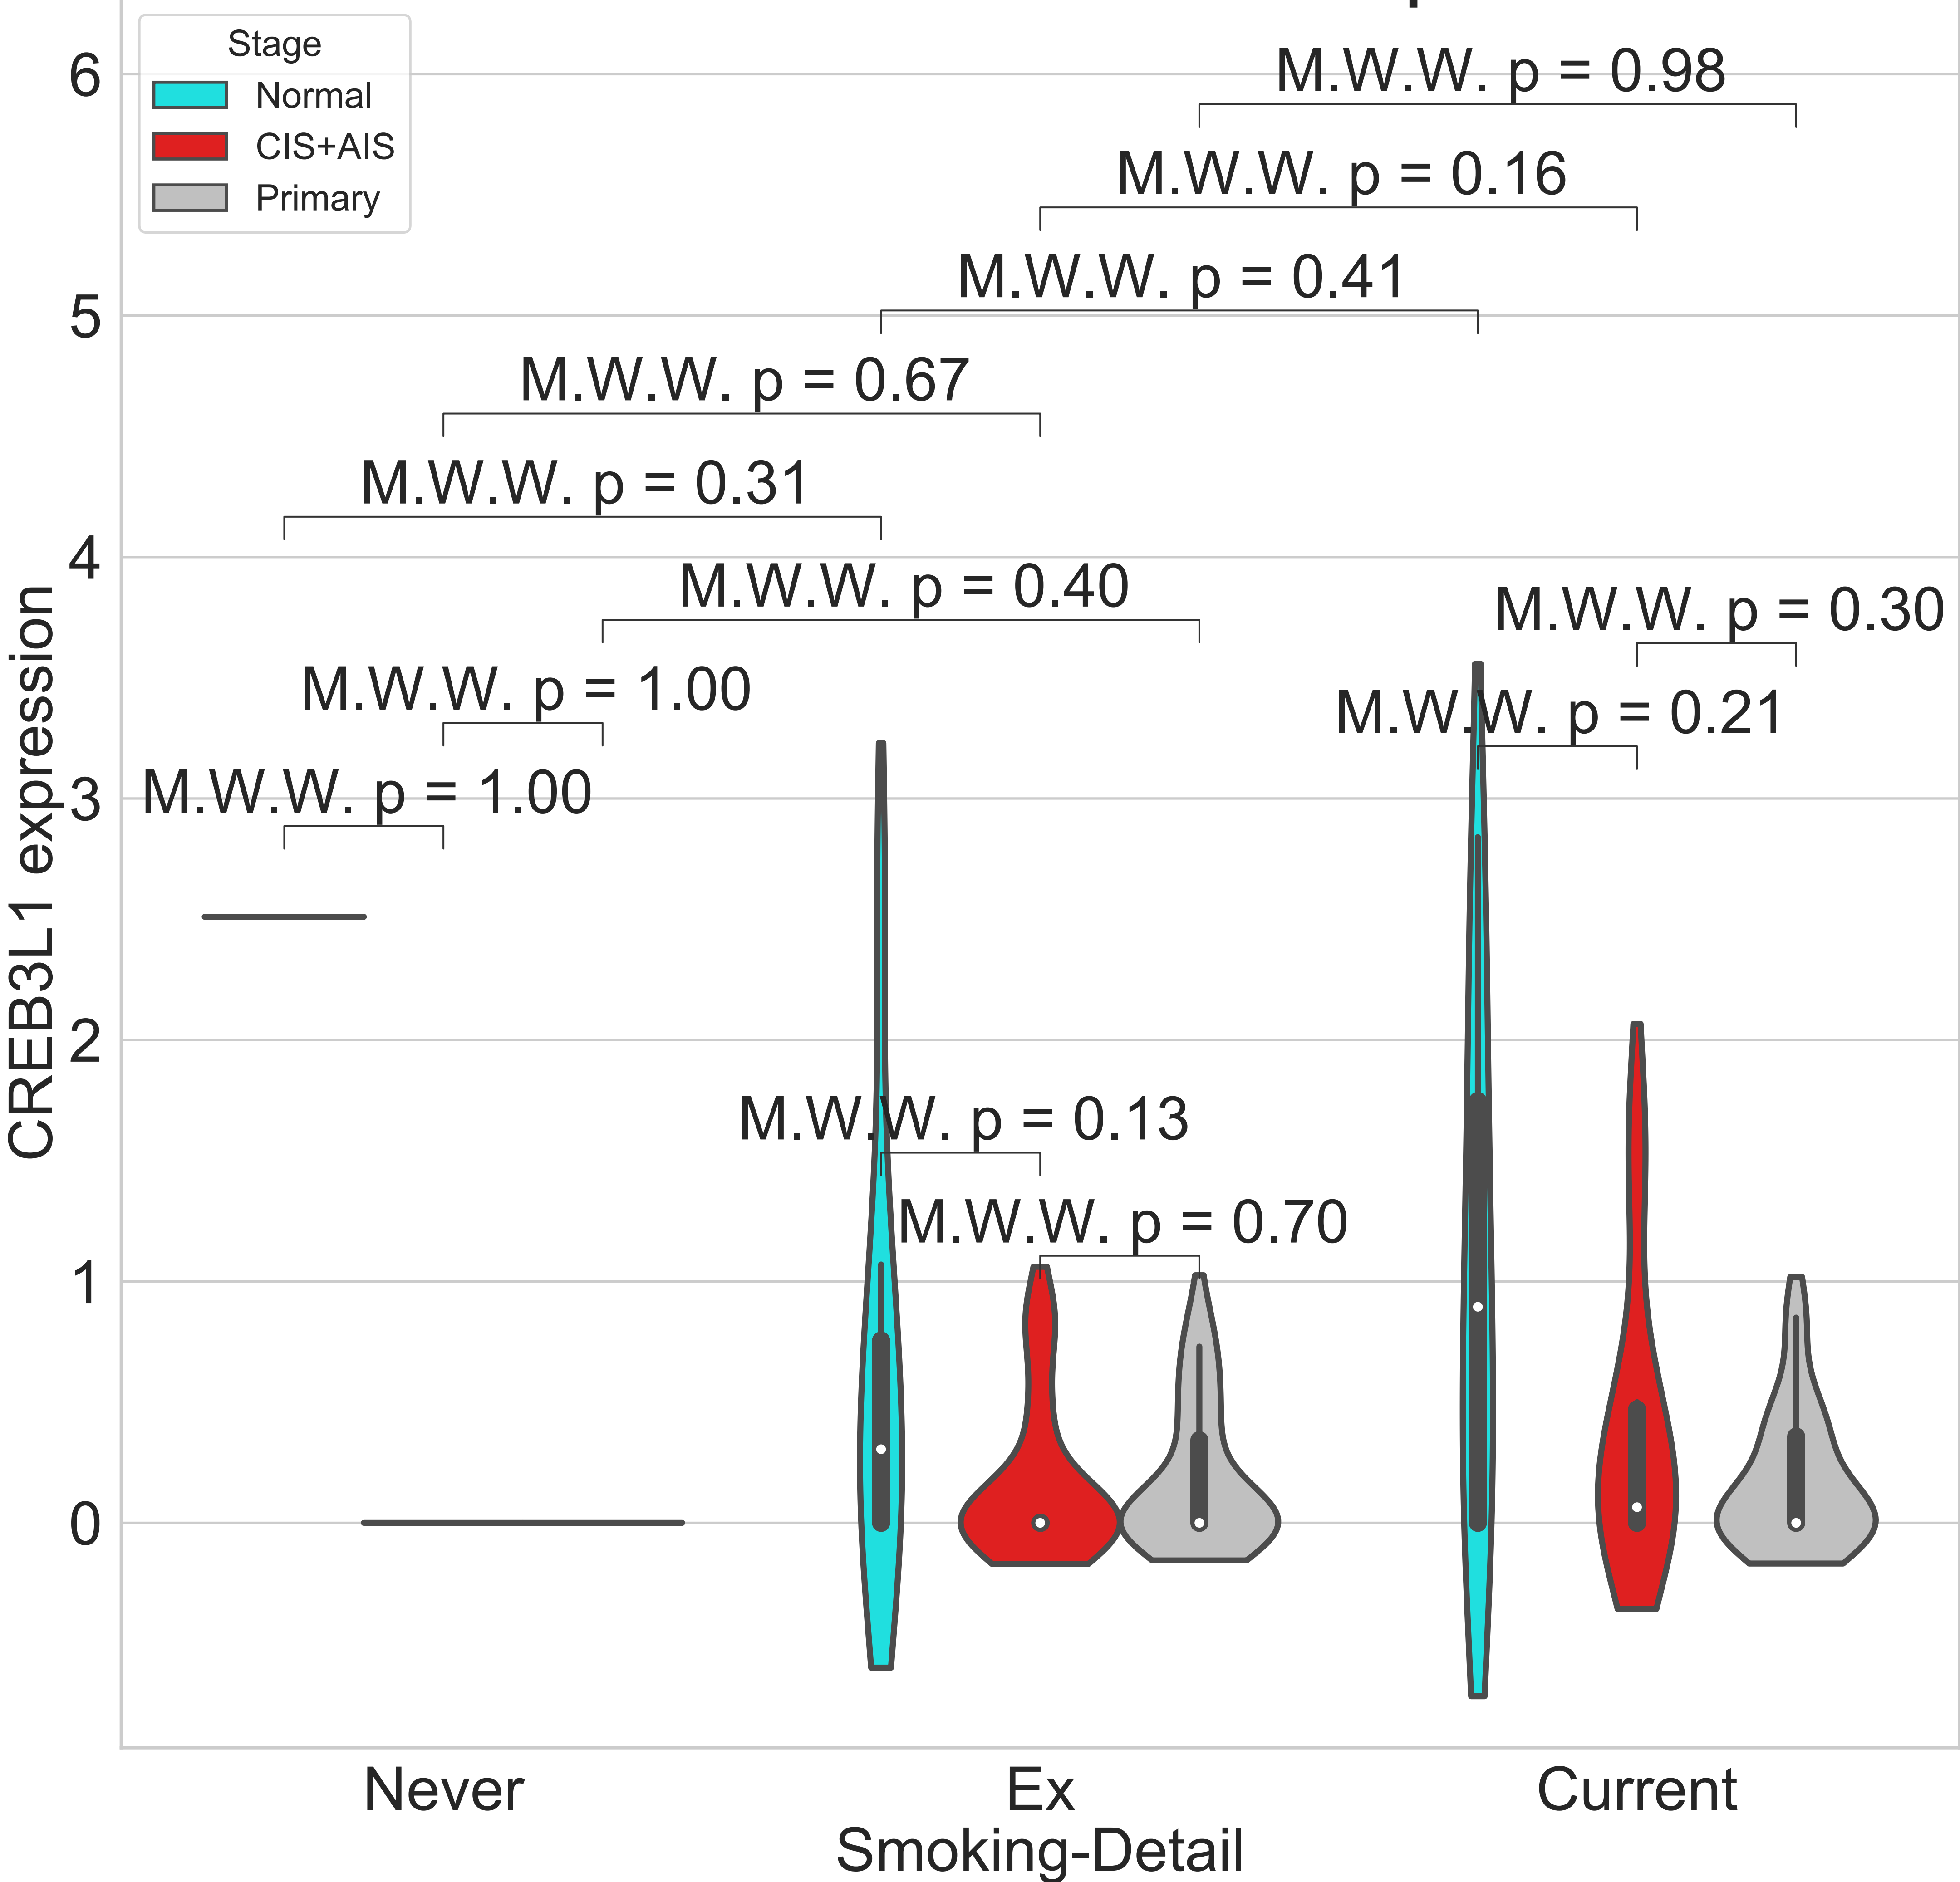 Stage
Normal
CIS+AIS
Primary
M.W.W. p = 0.98
M.W.W. p = 0.16
M.W.W. p = 0.41
M.W.W. p = 0.67
M.W.W. p = 0.31
M.W.W. p = 0.40
M.W.W. p = 0.30
M.W.W. p = 1.00
M.W.W. p = 0.21
M.W.W. p = 1.00
M.W.W. p = 0.13
M.W.W. p = 0.70
6
5
4
3
2
1
0
CREB3L1 expression
Never
Ex
Current
Smoking-Detail